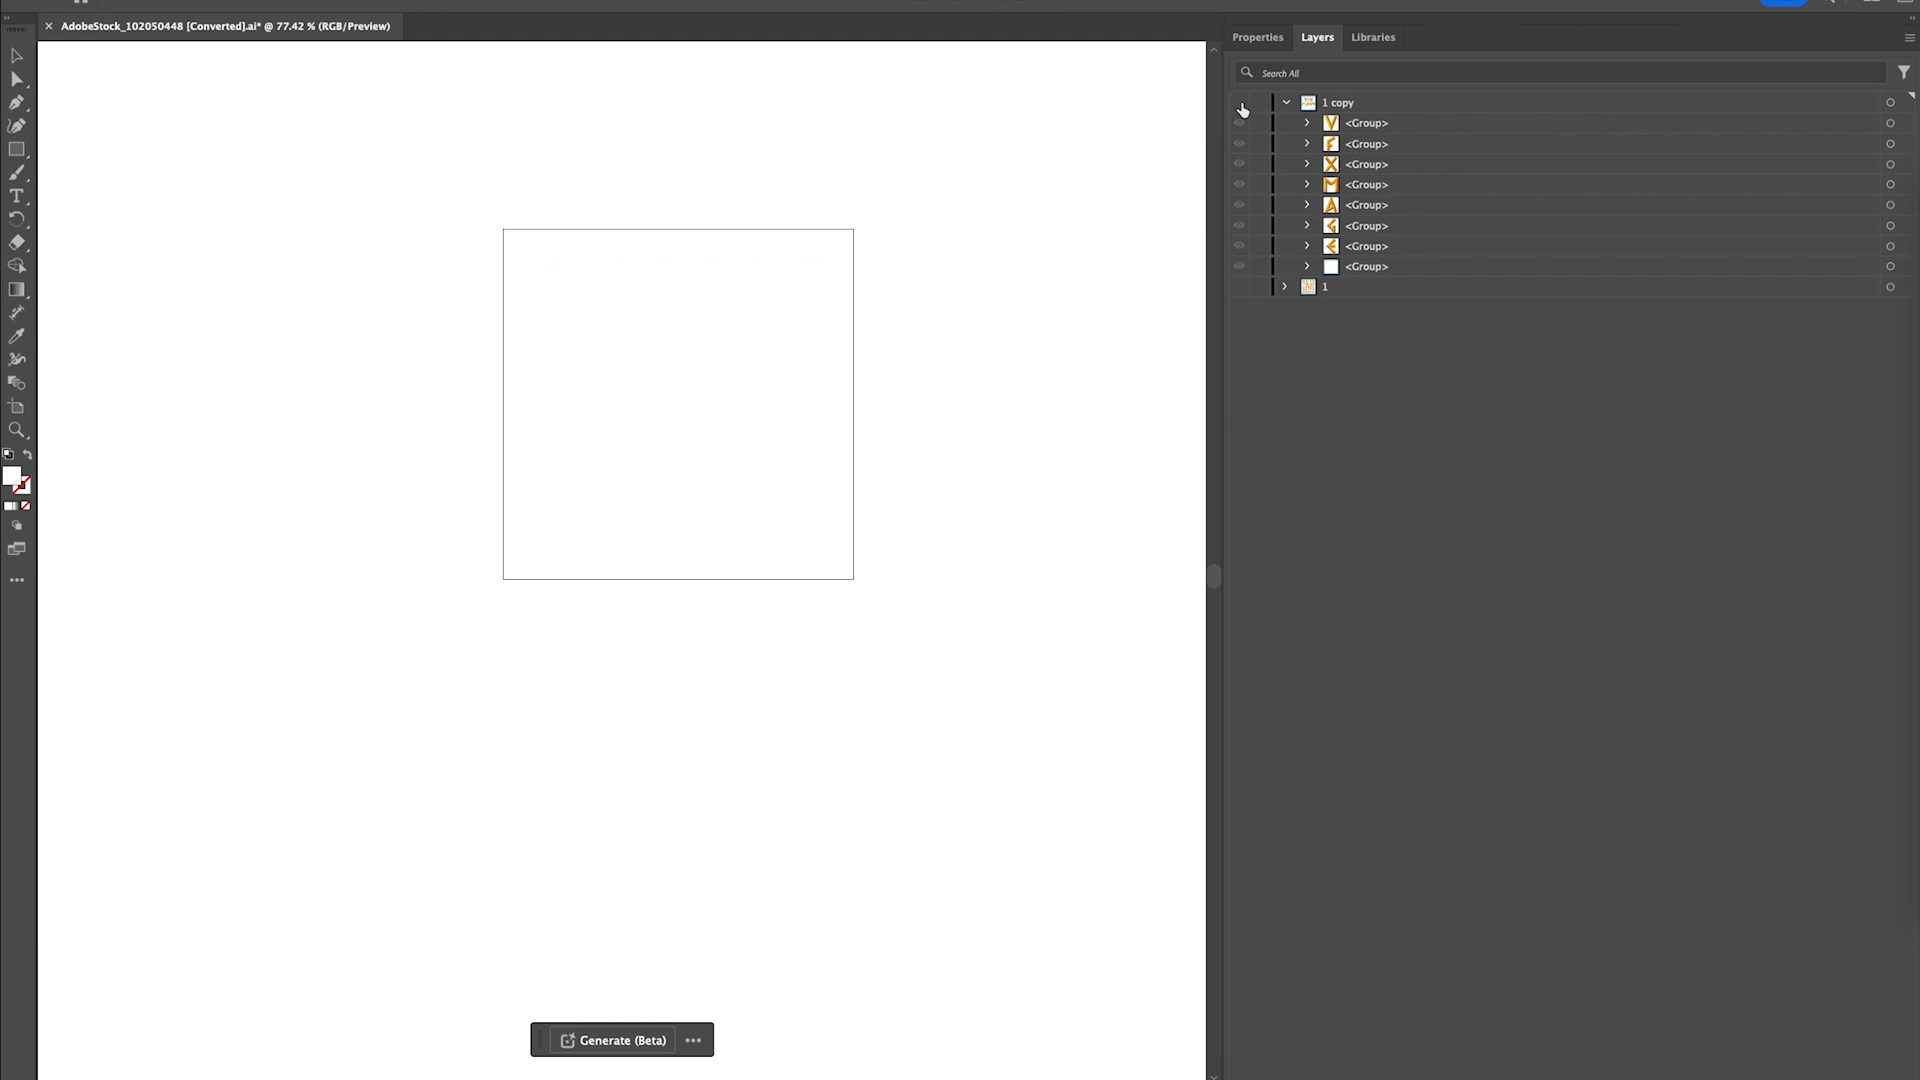 AdobeStock_102050448 [Converted].ai* @ 77.42 % (RGB/Preview)
Properties
Layers
Libraries
Search All
1 copy
<Group>
<Group>
<Group>
<Group>
<Group>
<Group>
<Group>
<Group>
1
Generate (Beta)